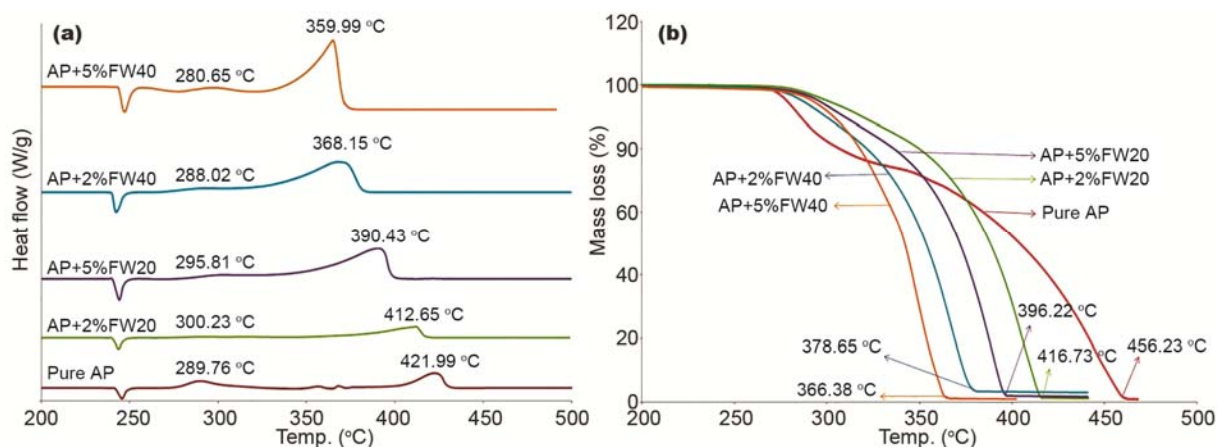 (a)
359.99 °C
AP+5%FW40
280.65 °C
368.15 °C
AP+2%FW40
288.02 °C
390.43 °C
AP+5%FW20
295.81 °C
412.65 °C
AP+2%FW20
300.23 °C
421.99 °C
Pure AP
289.76 °C
Heat flow (W/g)
200 250 300 350 400 450 500
Temp. (°C)
(b)
120
100
80
60
40
20
0
Mass loss (%)
AP+5%FW20
AP+2%FW40
AP+2%FW20
AP+5%FW40
Pure AP
396.22 °C
378.65 °C
416.73 °C
456.23 °C
366.38 °C
200 250 300 350 400 450 500
Temp. (°C)